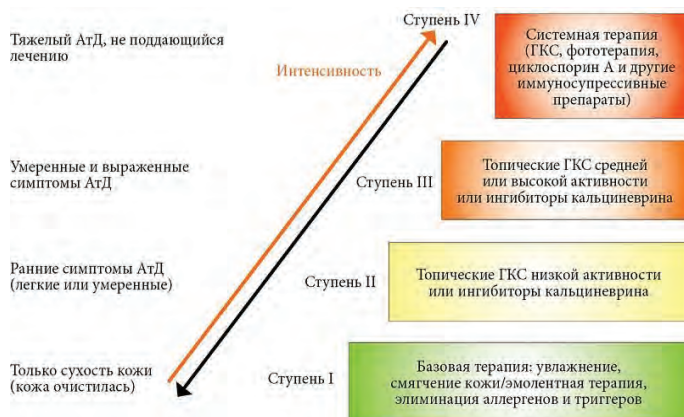 Тяжелый АтД, не поддающийся
лечению
Ступень IV
Системная терапия
(ГКС, фототерапия,
циклоспорин А и другие
иммуносупрессивные
препараты)
Интенсивность
Умеренные и выраженные
симптомы АтД
Ступень III
Топические ГКС средней
или высокой активности
или ингибиторы кальциневрина
Ранние симптомы АтД
(легкие или умеренные)
Ступень II
Топические ГКС низкой активности
или ингибиторы кальциневрина
Только сухость кожи
(кожа очистилась)
Ступень I
Базовая терапия: увлажнение,
смягчение кожи/эмолентная терапия,
элиминация аллергенов и триггеров